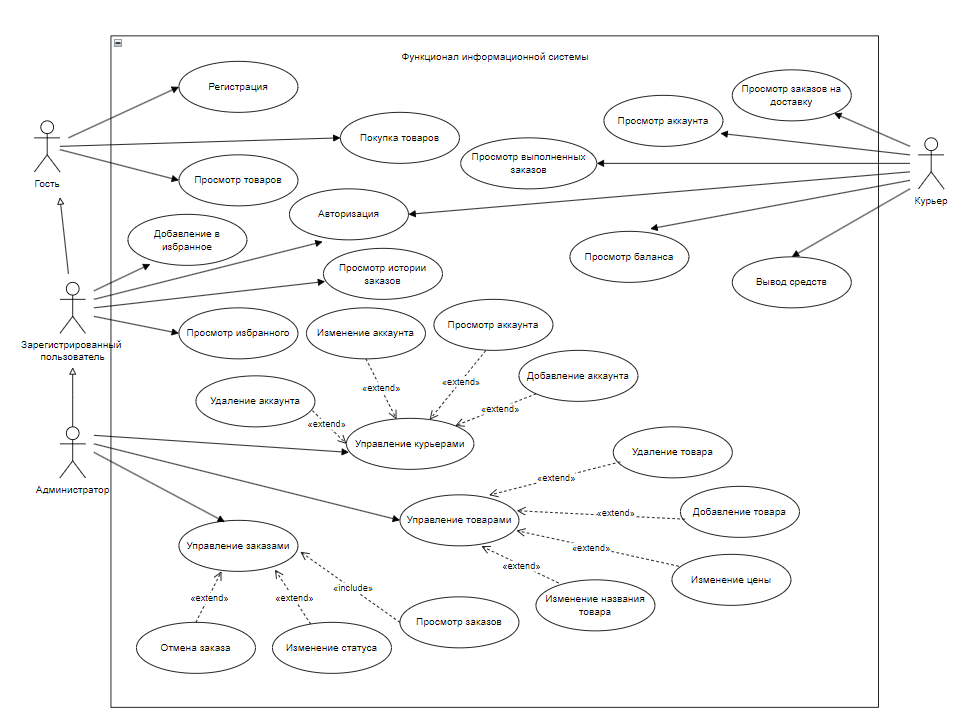 Функционал информационной системы
Регистрация
Просмотр заказов на
доставку
Просмотр аккаунта
Покупка товаров
Просмотр выполненных
заказов
Гость
Просмотр товаров
Курьер
Авторизация
Добавление в
избранное
Просмотр баланса
Просмотр истории
заказов
Вывод средств
Зарегистрированный
пользователь
Просмотр избранного
Изменение аккаунта
Просмотр аккаунта
«extend»
«extend»
Добавление аккаунта
Удаление аккаунта
«extend»
«extend»
Управление курьерами
Удаление товара
Администратор
«extend»
Управление товарами
«extend»
Добавление товара
Управление заказами
«extend»
«extend»
Изменение цены
«include»
«extend»
«extend»
Изменение названия
товара
Просмотр заказов
Отмена заказа
Изменение статуса